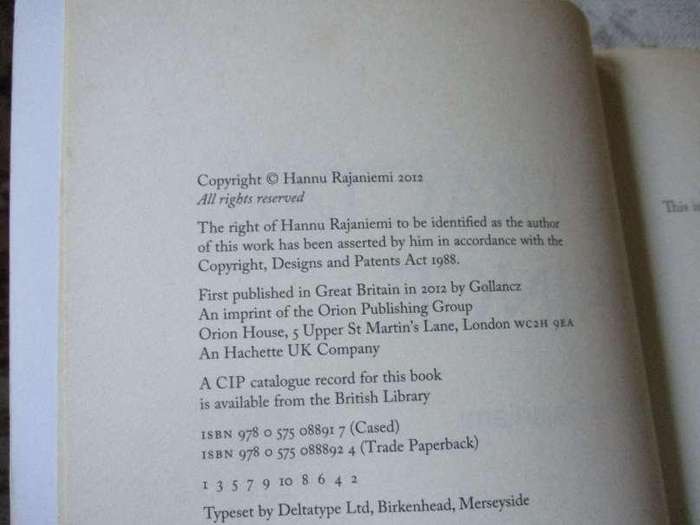 Copyright © Hannu Rajaniemi 2012
All rights reserved
The right of Hannu Rajaniemi to be identified as the author
of this work has been asserted by him in accordance with the
Copyright, Designs and Patents Act 1988.
First published in Great Britain in 2012 by Gollancz
An imprint of the Orion Publishing Group
Orion House, 5 Upper St Martin's Lane, London WC2H 9EA
An Hachette UK Company
A CIP catalogue record for this book
is available from the British Library
ISBN 978 0 575 08891 7 (Cased)
ISBN 978 0 575 088892 4 (Trade Paperback)
1 3 5 7 9 10 8 6 4 2
Typeset by Deltatype Ltd, Birkenhead, Merseyside
This